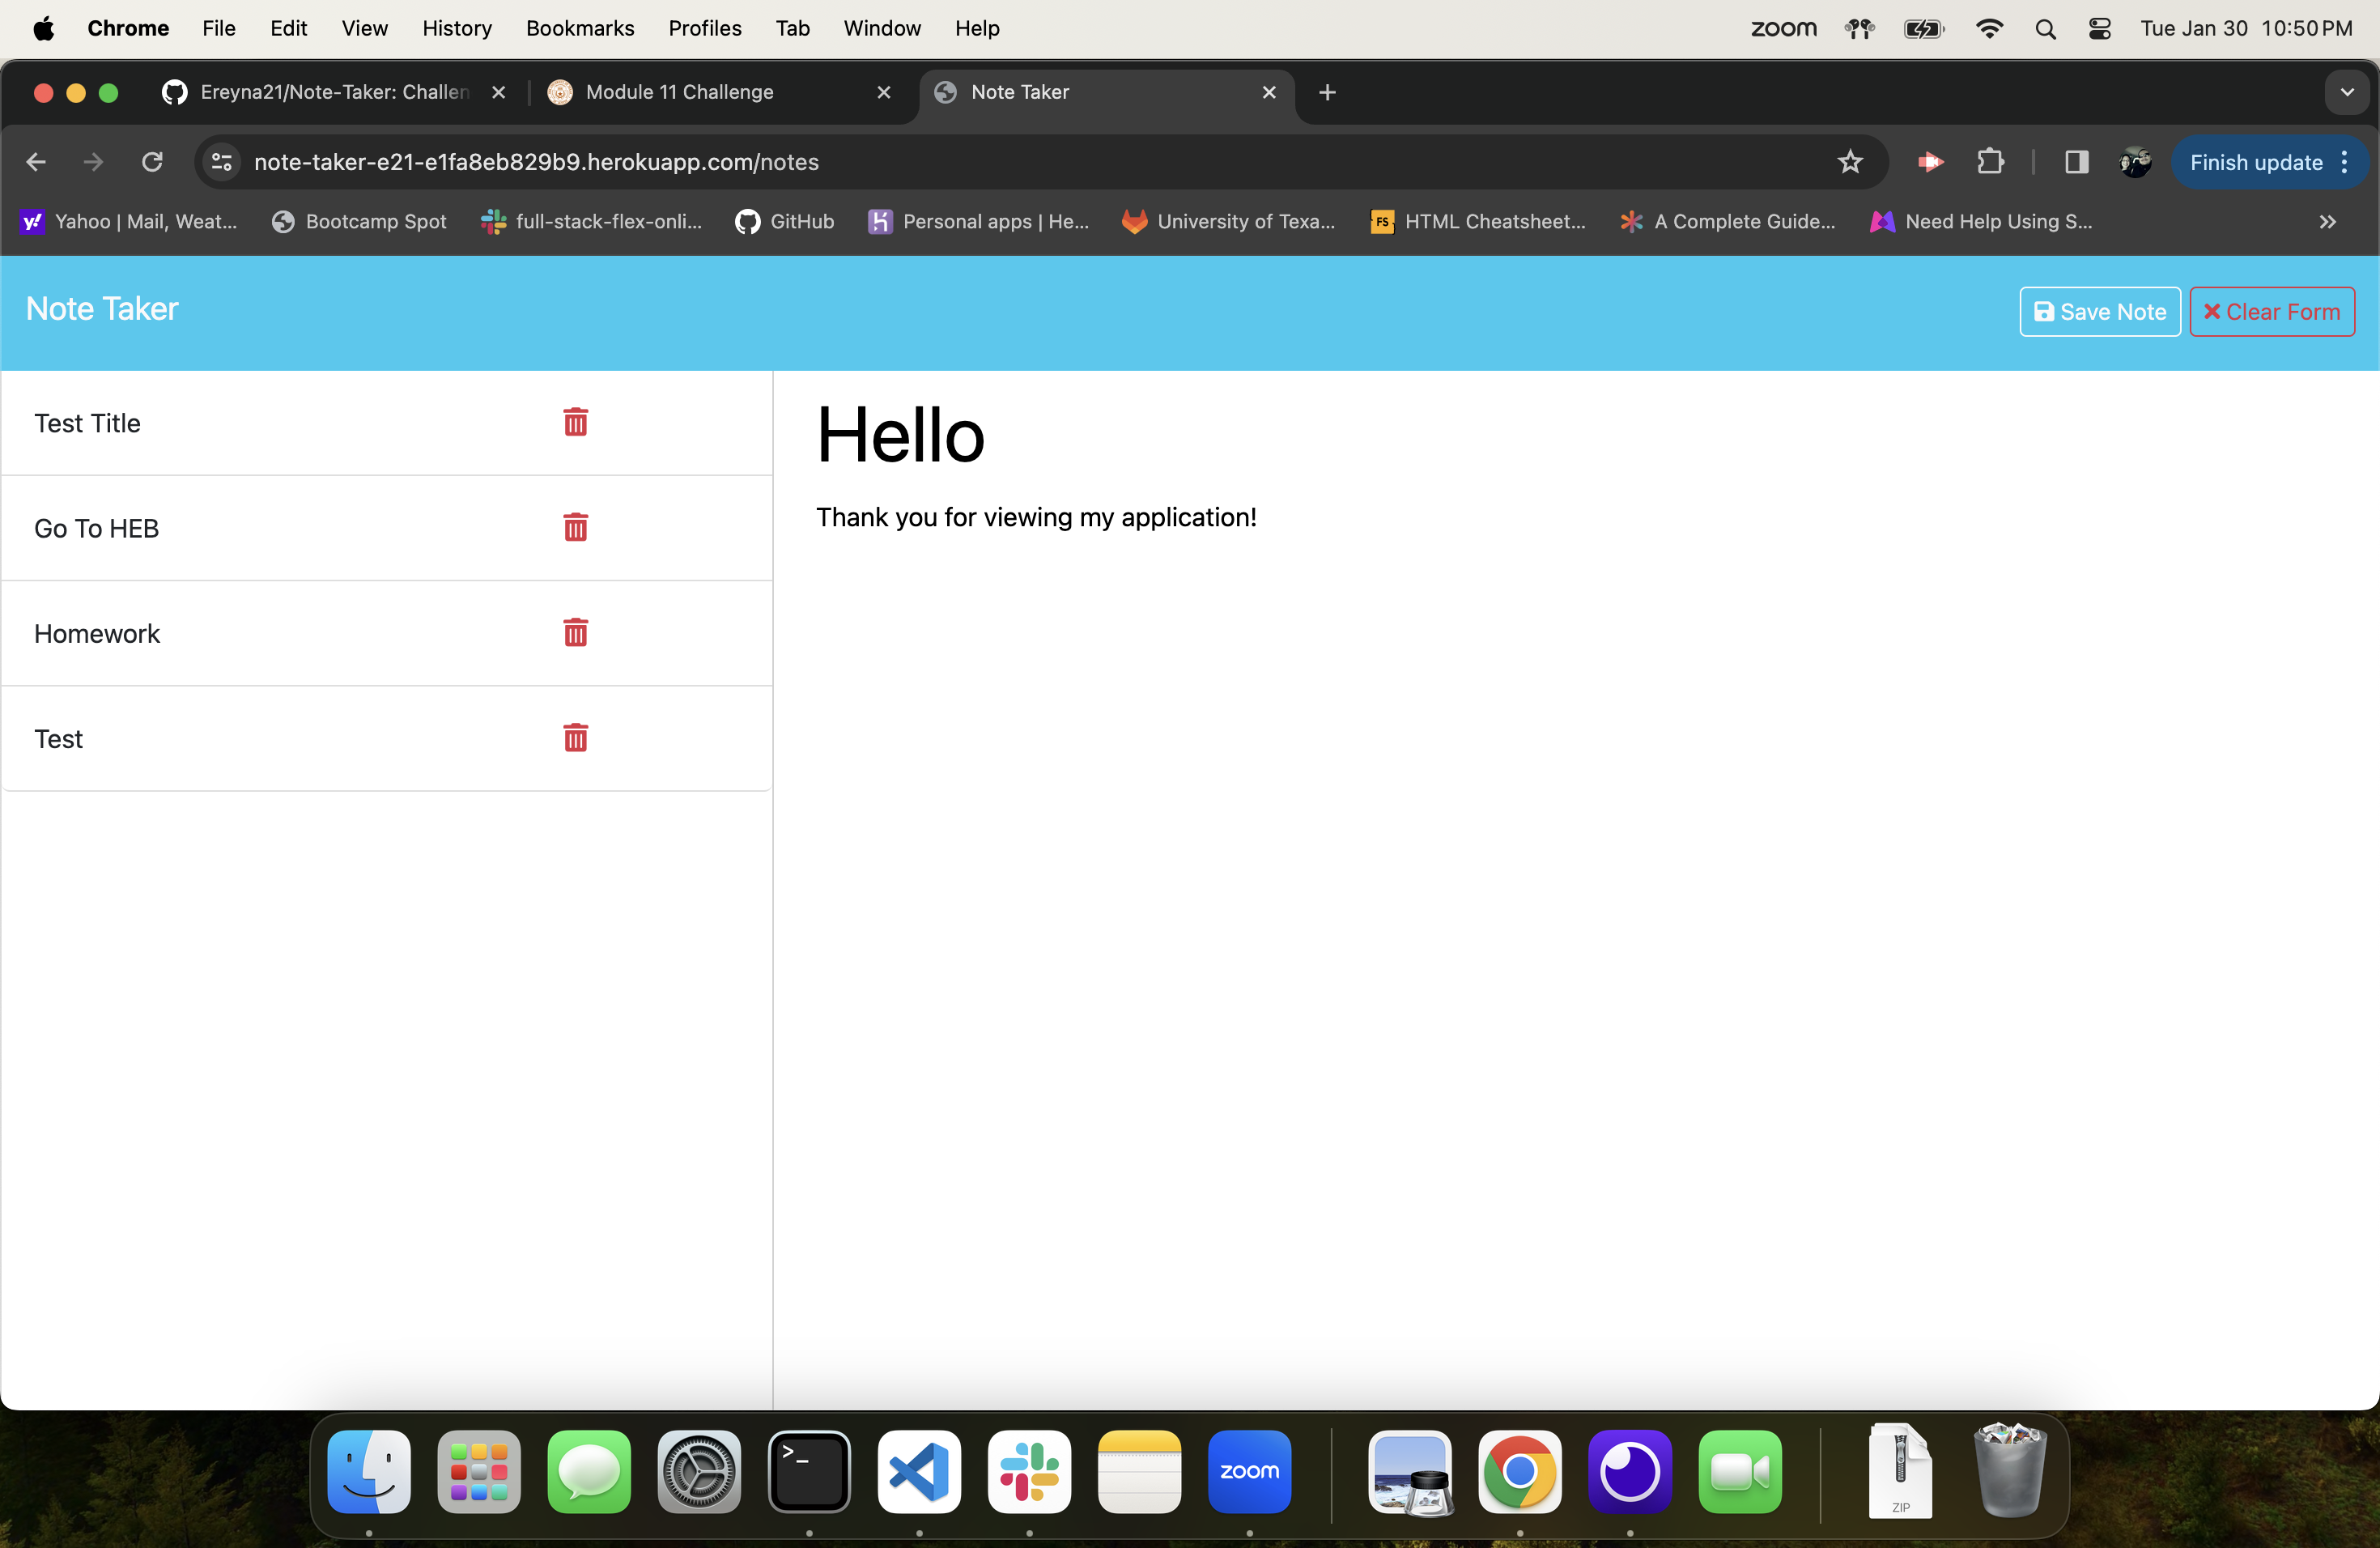 Chrome File Edit View History Bookmarks Profiles Tab Window Help zoom Tue Jan 30 10:50 PM
Ereyna21/Note-Taker: Challen Module 11 Challenge Note Taker
note-taker-e21-e1fa8eb829b9.herokuapp.com/notes Finish update
y! Yahoo | Mail, Weat... Bootcamp Spot full-stack-flex-onli... GitHub Personal apps | He... University of Texa... FS HTML Cheatsheet... A Complete Guide... Need Help Using S...
Note Taker Save Note Clear Form
Test Title
Go To HEB
Homework
Test
Hello
Thank you for viewing my application!
>_ zoom ZIP